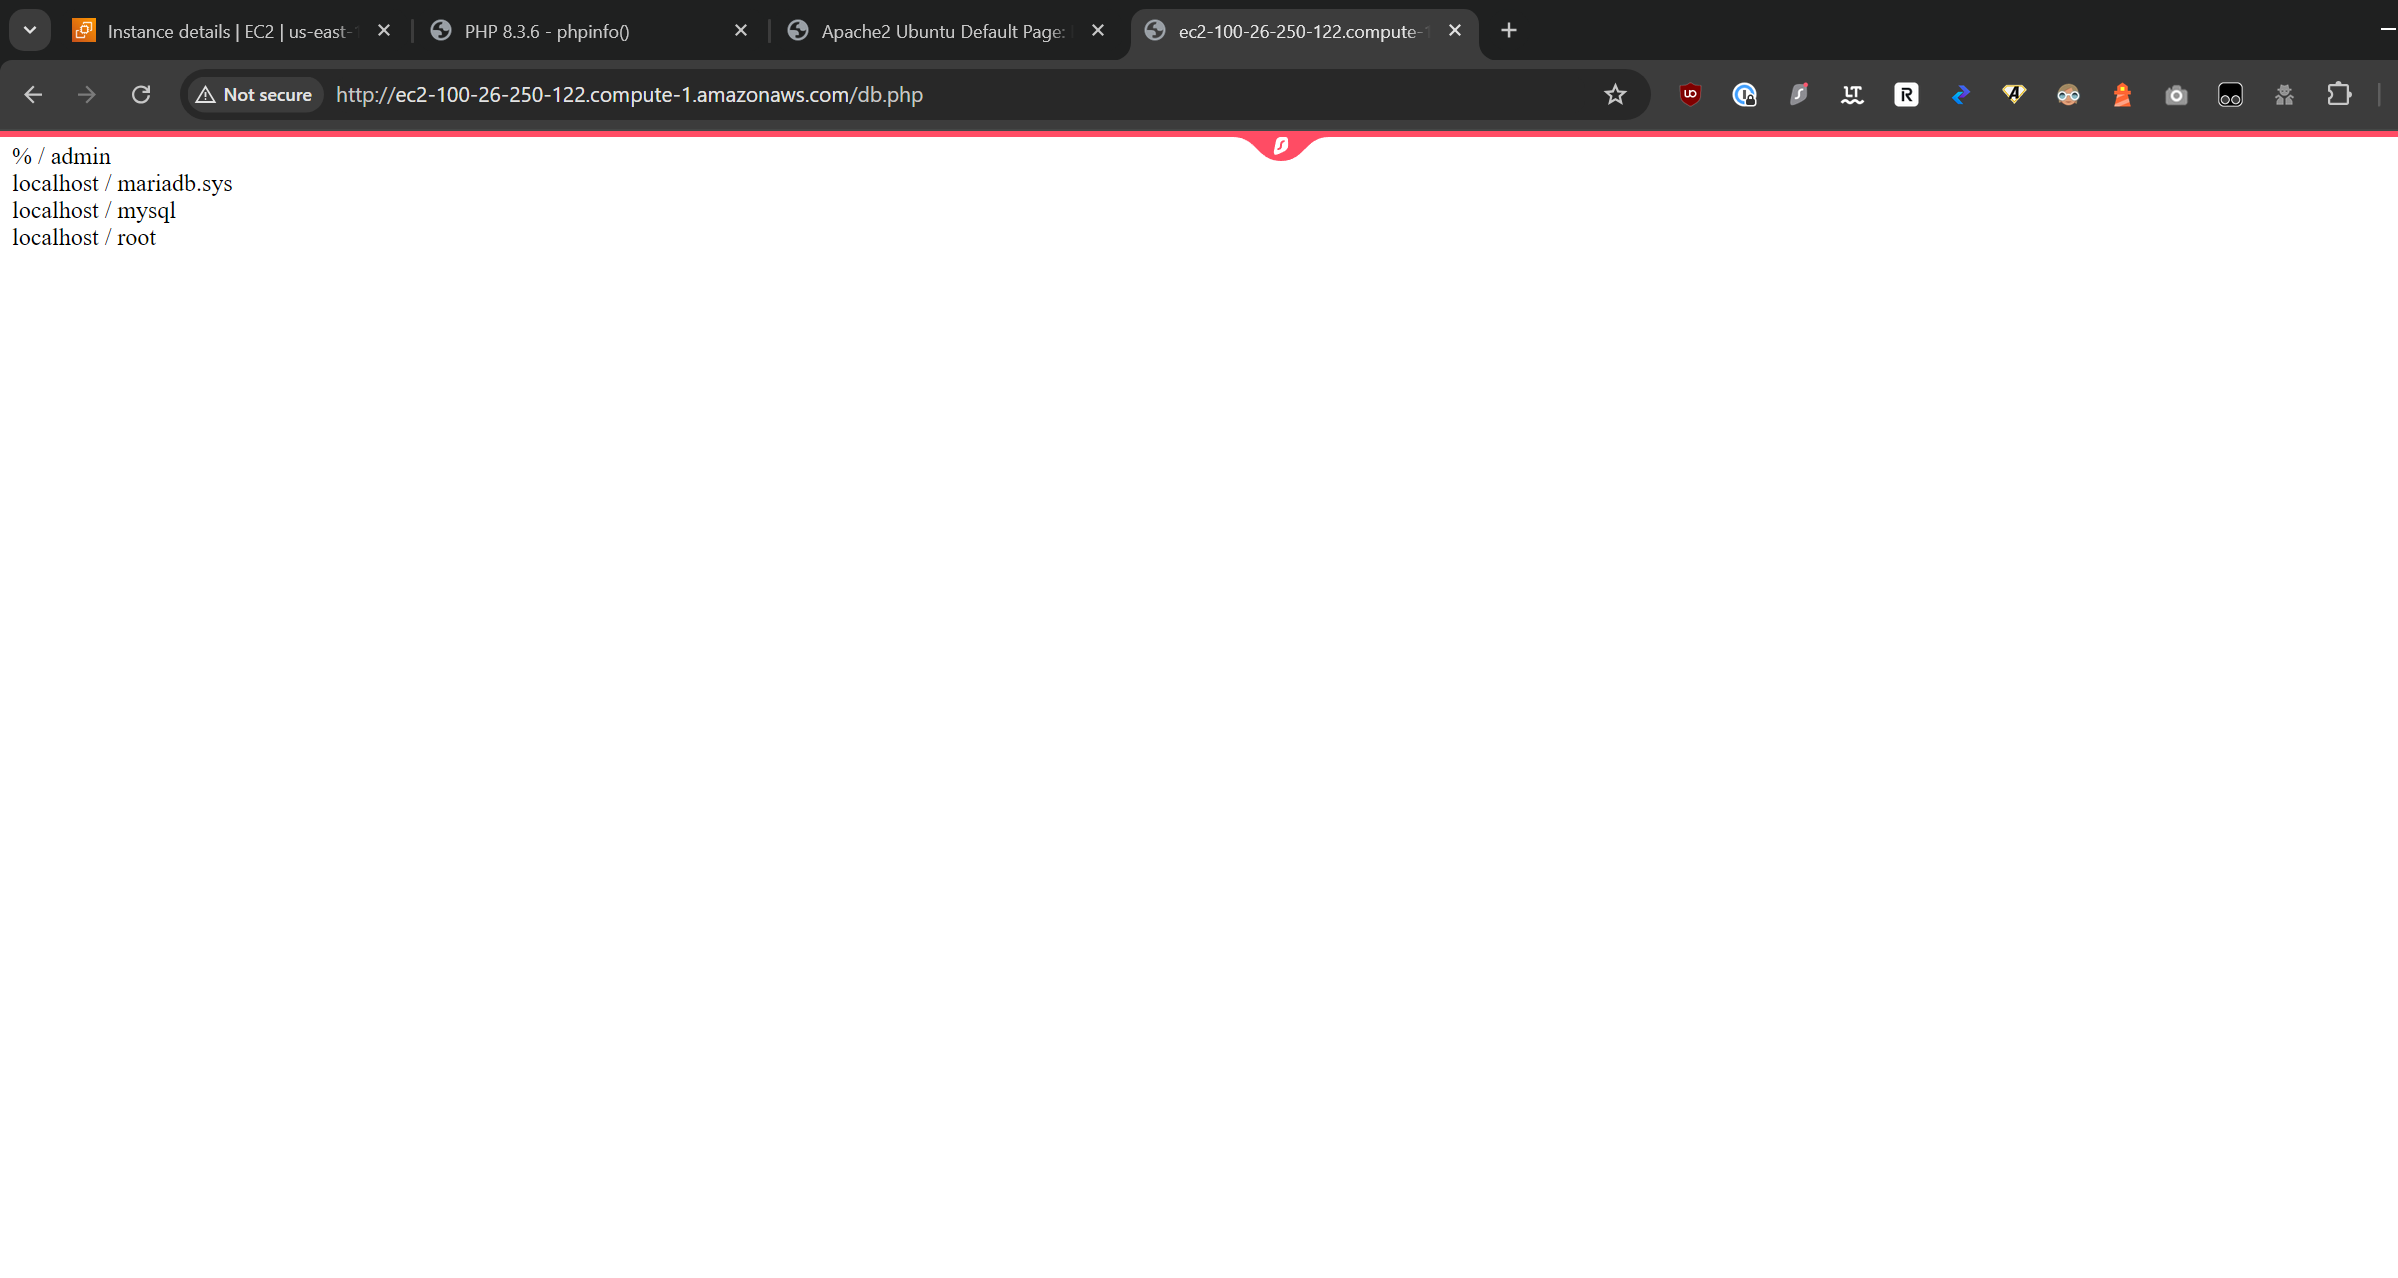 Instance details | EC2 | us-east-1
PHP 8.3.6 - phpinfo()
Apache2 Ubuntu Default Page:
ec2-100-26-250-122.compute-1
Not secure
http://ec2-100-26-250-122.compute-1.amazonaws.com/db.php
% / admin
localhost / mariadb.sys
localhost / mysql
localhost / root